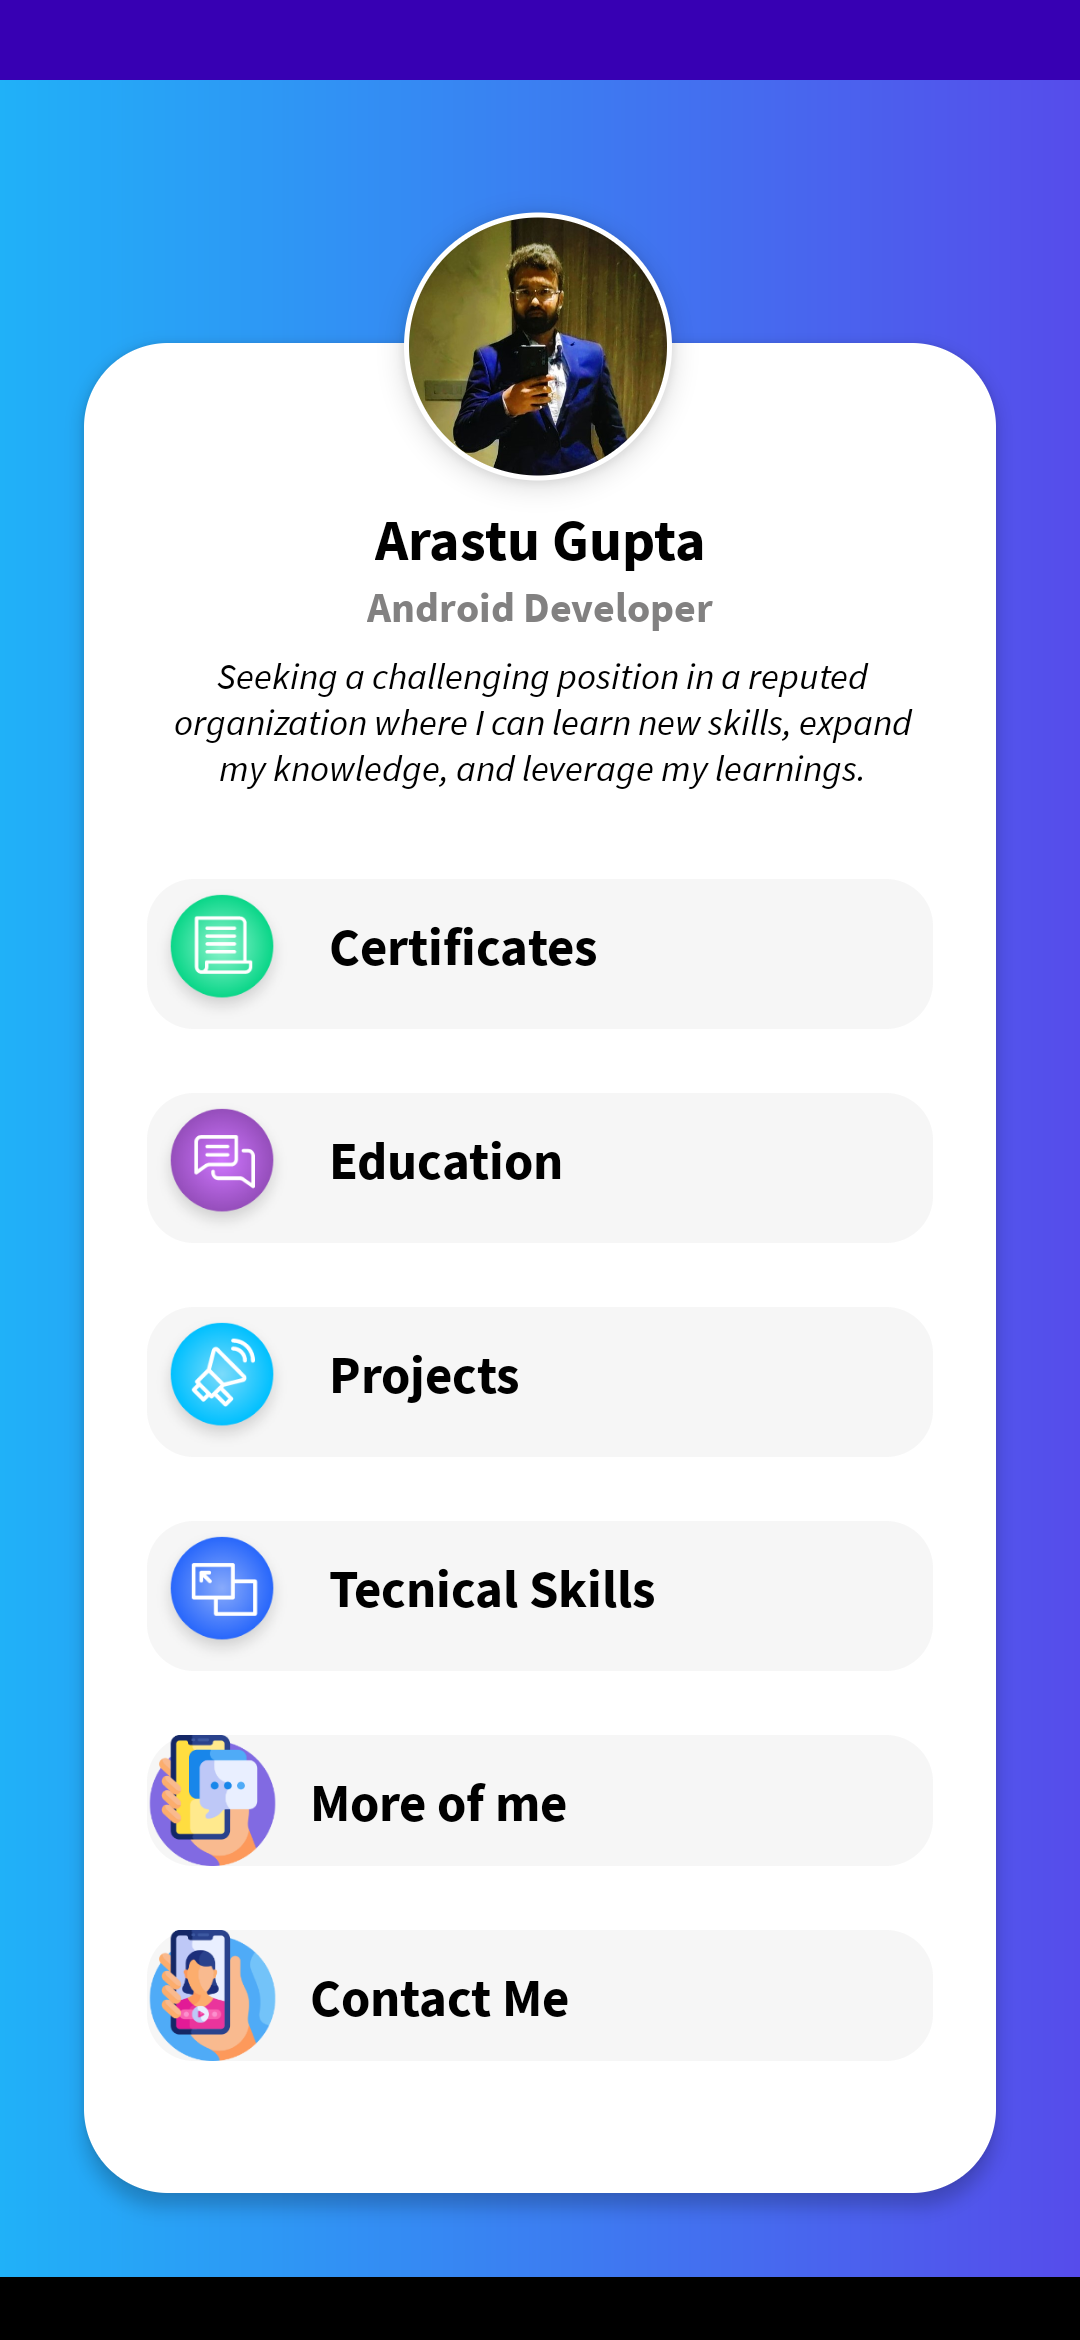 Arastu Gupta
Android Developer
Seeking a challenging position in a reputed
organization where I can learn new skills, expand
my knowledge, and leverage my learnings.
Certificates
Education
Projects
Tecnical Skills
More of me
Contact Me